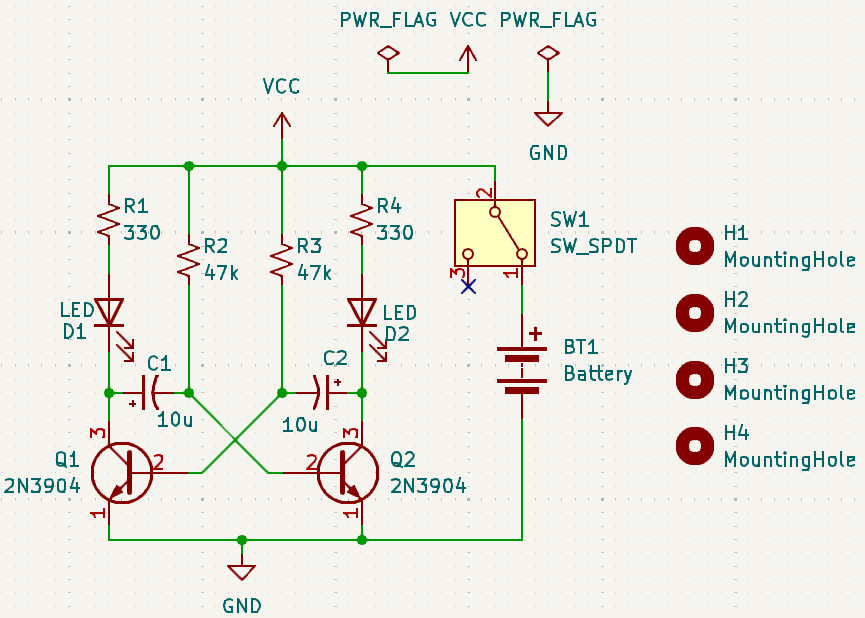 PWR_FLAG VCC PWR_FLAG
VCC
GND
R1
330
R2
47k
R3
47k
R4
330
2
SW1
SW_SPDT
3
1
H1
MountingHole
H2
MountingHole
H3
MountingHole
H4
MountingHole
LED
D1
LED
D2
+
BT1
Battery
C1
+
10u
C2
+
10u
3
Q1
2N3904
2
1
3
Q2
2N3904
2
1
GND